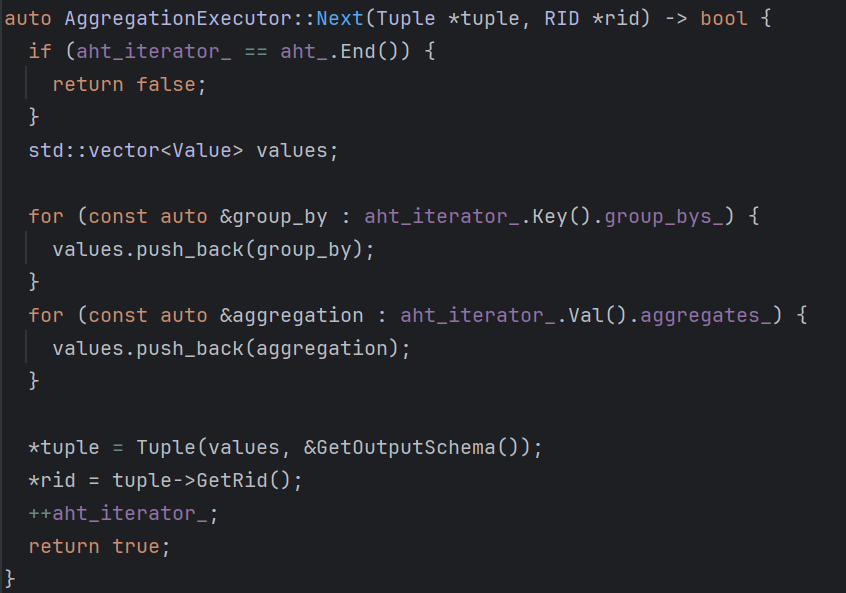 auto AggregationExecutor::Next(Tuple *tuple, RID *rid) -> bool {
  if (aht_iterator_ == aht_.End()) {
    return false;
  }
  std::vector<Value> values;

  for (const auto &group_by : aht_iterator_.Key().group_bys_) {
    values.push_back(group_by);
  }
  for (const auto &aggregation : aht_iterator_.Val().aggregates_) {
    values.push_back(aggregation);
  }

  *tuple = Tuple(values, &GetOutputSchema());
  *rid = tuple->GetRid();
  ++aht_iterator_;
  return true;
}